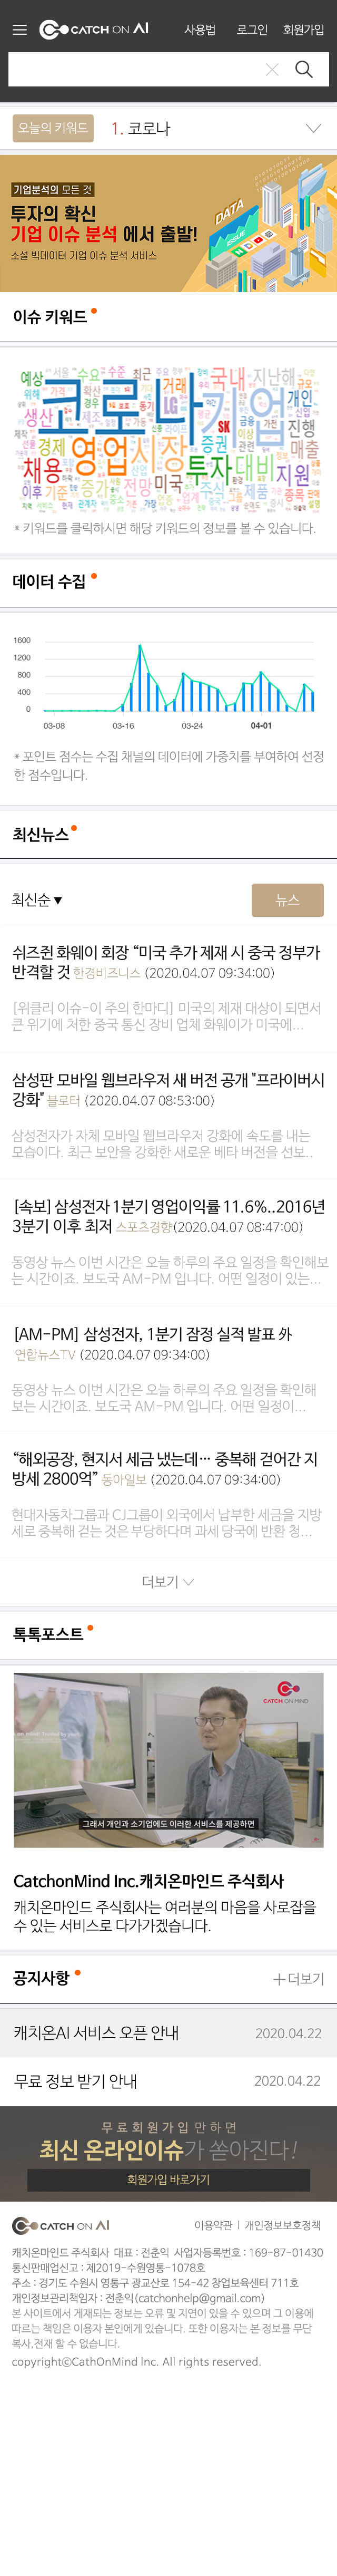 CATCH ON AI
사용법 로그인 회원가입
오늘의 키워드 1. 코로나
기업분석의 모든 것
투자의 확신
기업 이슈 분석 에서 출발!
소셜 빅데이터 기업 이슈 분석 서비스
DATA
ISSUE
이슈 키워드
예상 서용 수요 수준 최근 거래 국내 지난해 규모
위해 가격 확산 주요 개인
생산 경우 코로나 LG 기업 산업
경제 영업 시장 SK 증권 금융 진행
채용 산업 투자 대비 이상 매출
이후 기준 증가 전망 미국 주식 제품 지원
종목 판매
* 키워드를 클릭하시면 해당 키워드의 정보를 볼 수 있습니다.
데이터 수집
1600
1200
800
400
0
03-08 03-16 03-24 04-01
* 포인트 점수는 수집 채널의 데이터에 가중치를 부여하여 선정
한 점수입니다.
최신뉴스
최신순▼ 뉴스
쉬즈쥔 화웨이 회장 “미국 추가 제재 시 중국 정부가
반격할 것 한경비즈니스 (2020.04.07 09:34:00)
[위클리 이슈-이 주의 한마디] 미국의 제재 대상이 되면서
큰 위기에 처한 중국 통신 장비 업체 화웨이가 미국에...
삼성판 모바일 웹브라우저 새 버전 공개 "프라이버시
강화" 블로터 (2020.04.07 08:53:00)
삼성전자가 자체 모바일 웹브라우저 강화에 속도를 내는
모습이다. 최근 보안을 강화한 새로운 베타 버전을 선보..
[속보] 삼성전자 1분기 영업이익률 11.6%..2016년
3분기 이후 최저 스포츠경향(2020.04.07 08:47:00)
동영상 뉴스 이번 시간은 오늘 하루의 주요 일정을 확인해보
는 시간이죠. 보도국 AM-PM 입니다. 어떤 일정이 있는...
[AM-PM] 삼성전자, 1분기 잠정 실적 발표 外
연합뉴스TV (2020.04.07 09:34:00)
동영상 뉴스 이번 시간은 오늘 하루의 주요 일정을 확인해
보는 시간이죠. 보도국 AM-PM 입니다. 어떤 일정이...
“해외공장, 현지서 세금 냈는데… 중복해 걷어간 지
방세 2800억” 동아일보 (2020.04.07 09:34:00)
현대자동차그룹과 CJ그룹이 외국에서 납부한 세금을 지방
세로 중복해 걷는 것은 부당하다며 과세 당국에 반환 청...
더보기
톡톡포스트
CATCH ON MIND
그래서 개인과 소기업에도 이러한 서비스를 제공하면
CatchonMind Inc.캐치온마인드 주식회사
캐치온마인드 주식회사는 여러분의 마음을 사로잡을
수 있는 서비스로 다가가겠습니다.
공지사항 +더보기
캐치온AI 서비스 오픈 안내 2020.04.22
무료 정보 받기 안내 2020.04.22
무료회원가입 만하면
최신 온라인이슈가 쏟아진다!
회원가입 바로가기
CATCH ON AI 이용약관 | 개인정보보호정책
캐치온마인드 주식회사 대표 : 전춘익 사업자등록번호 : 169-87-01430
통신판매업신고 : 제2019-수원영통-1078호
주소 : 경기도 수원시 영통구 광교산로 154-42 창업보육센터 711호
개인정보관리책임자 : 전춘익(catchonhelp@gmail.com)
본 사이트에서 게재되는 정보는 오류 및 지연이 있을 수 있으며 그 이용에
따르는 책임은 이용자 본인에게 있습니다. 또한 이용자는 본 정보를 무단
복사,전재 할 수 없습니다.
copyrightⓒCathOnMind Inc. All rights reserved.